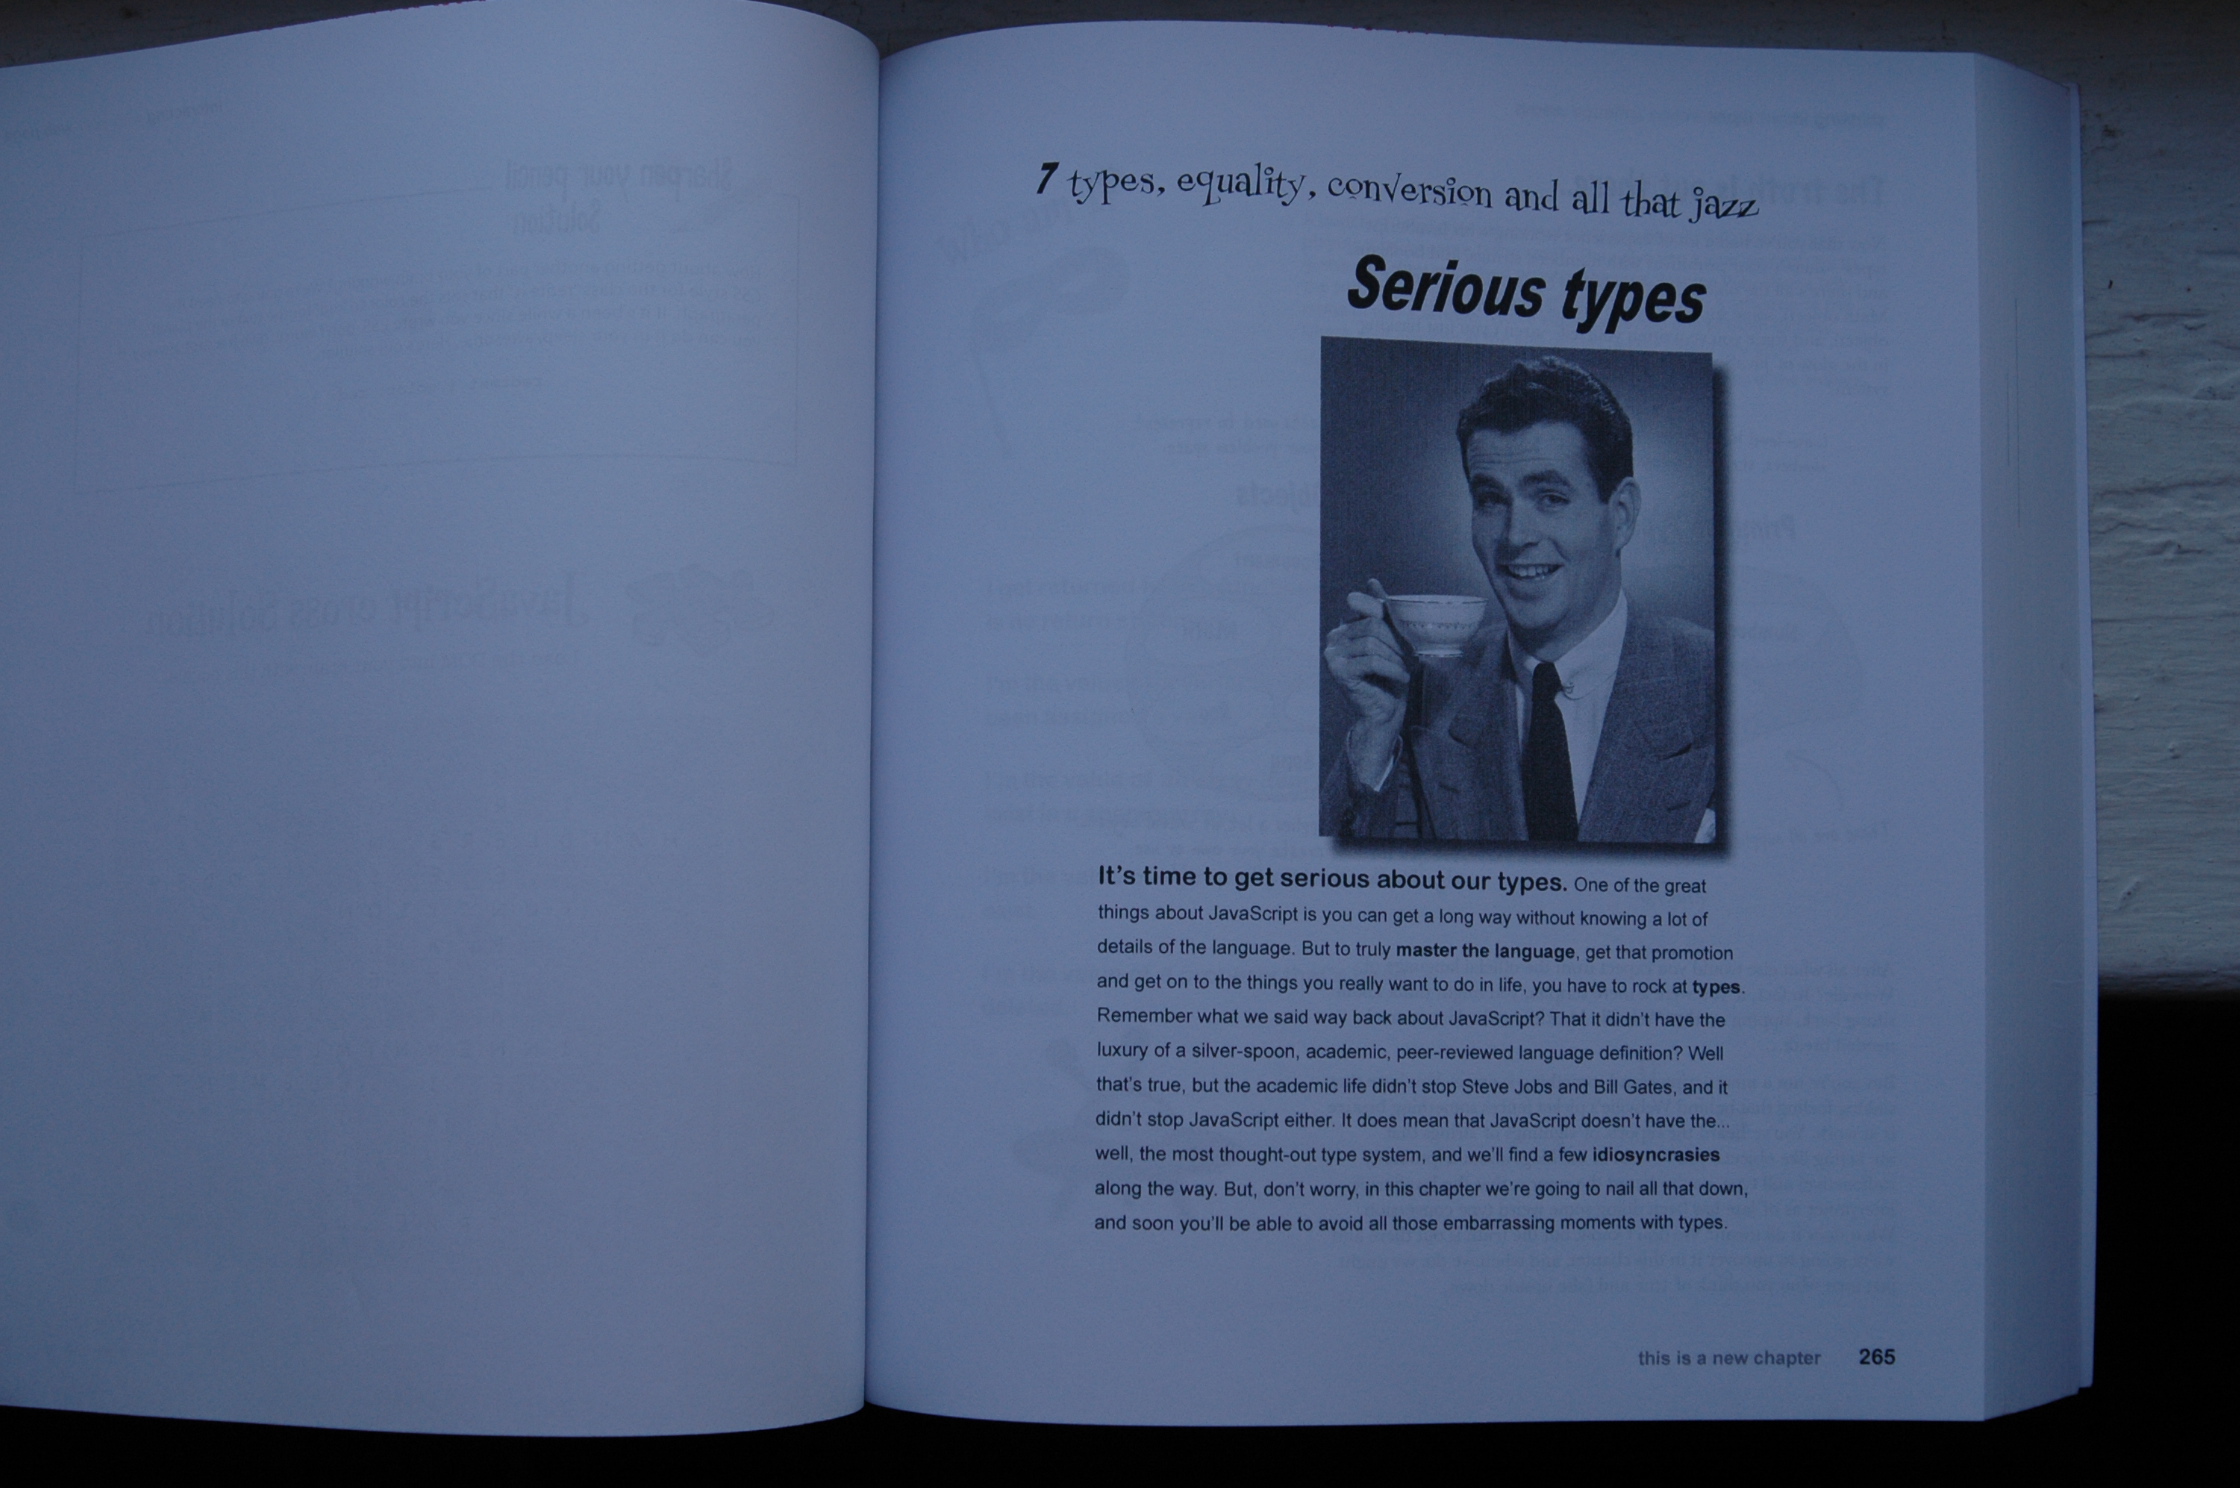 Sharpen your pencil
Solution
JavaScript cross Solution
7 types, equality, conversion and all that jazz
Serious types
It's time to get serious about our types. One of the great
things about JavaScript is you can get a long way without knowing a lot of
details of the language. But to truly master the language, get that promotion
and get on to the things you really want to do in life, you have to rock at types.
Remember what we said way back about JavaScript? That it didn't have the
luxury of a silver-spoon, academic, peer-reviewed language definition? Well
that's true, but the academic life didn't stop Steve Jobs and Bill Gates, and it
didn't stop JavaScript either. It does mean that JavaScript doesn't have the...
well, the most thought-out type system, and we'll find a few idiosyncrasies
along the way. But, don't worry, in this chapter we're going to nail all that down,
and soon you'll be able to avoid all those embarrassing moments with types.
this is a new chapter 265